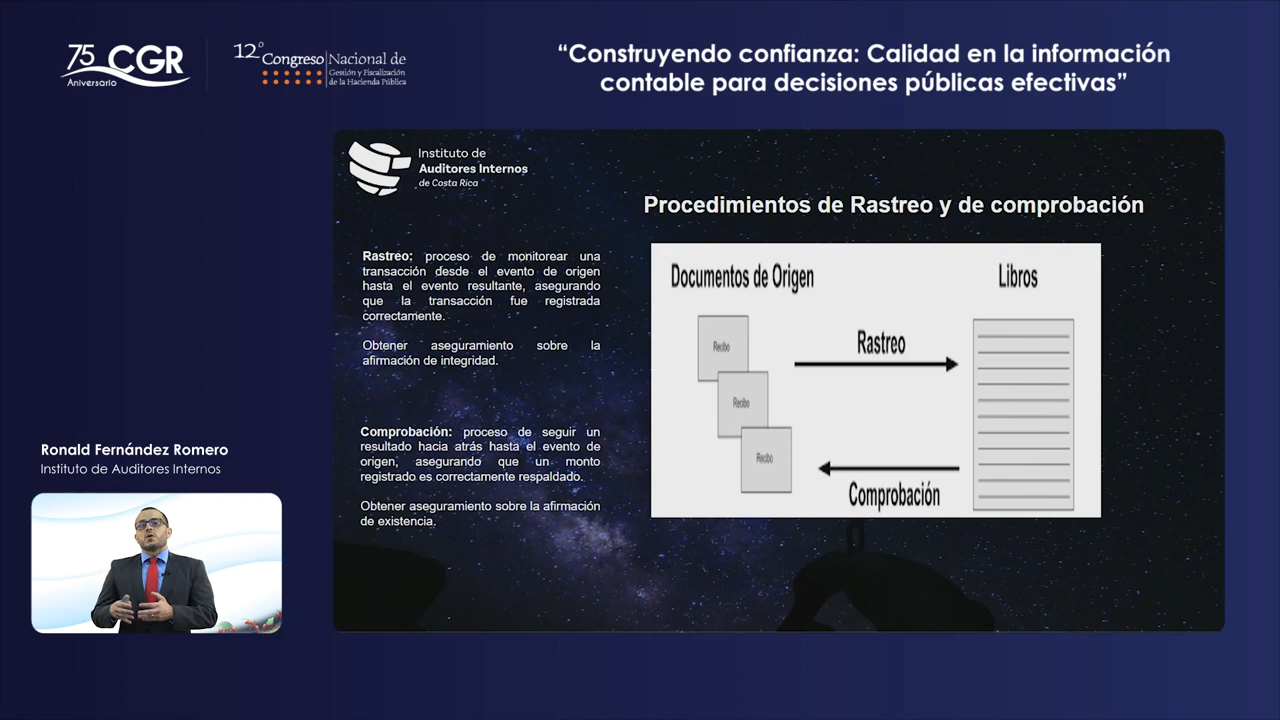 75 CGR
Aniversario
12° Congreso Nacional de
Gestión y Fiscalización
de la Hacienda Pública
“Construyendo confianza: Calidad en la información
contable para decisiones públicas efectivas”
Instituto de
Auditores Internos
de Costa Rica
Procedimientos de Rastreo y de comprobación
Rastreo: proceso de monitorear una
transacción desde el evento de origen
hasta el evento resultante, asegurando
que la transacción fue registrada
correctamente.
Obtener aseguramiento sobre la
afirmación de integridad.
Comprobación: proceso de seguir un
resultado hacia atrás hasta el evento de
origen, asegurando que un monto
registrado es correctamente respaldado.
Obtener aseguramiento sobre la afirmación
de existencia.
Documentos de Origen
Libros
Recibo
Rastreo
Recibo
Recibo
Comprobación
Ronald Fernández Romero
Instituto de Auditores Internos